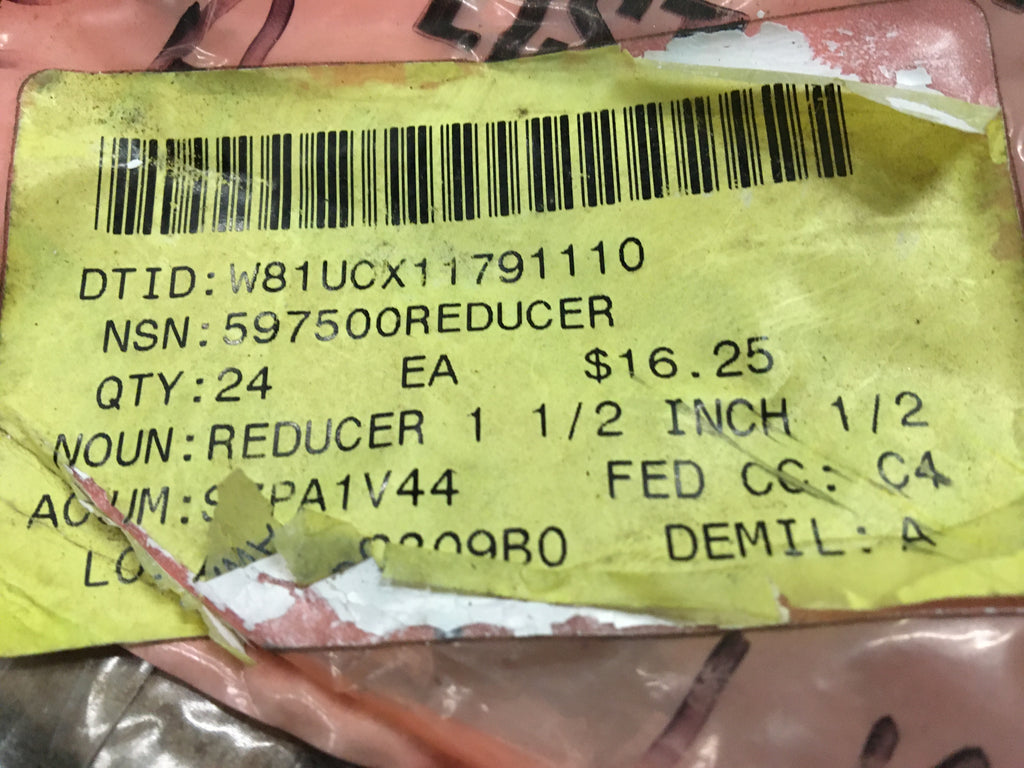 DTID:W81UCX11791110
NSN:597500REDUCER
QTY:24 EA $16.25
NOUN:REDUCER 1 1/2 INCH 1/2
FED CC: C4
DEMIL: A